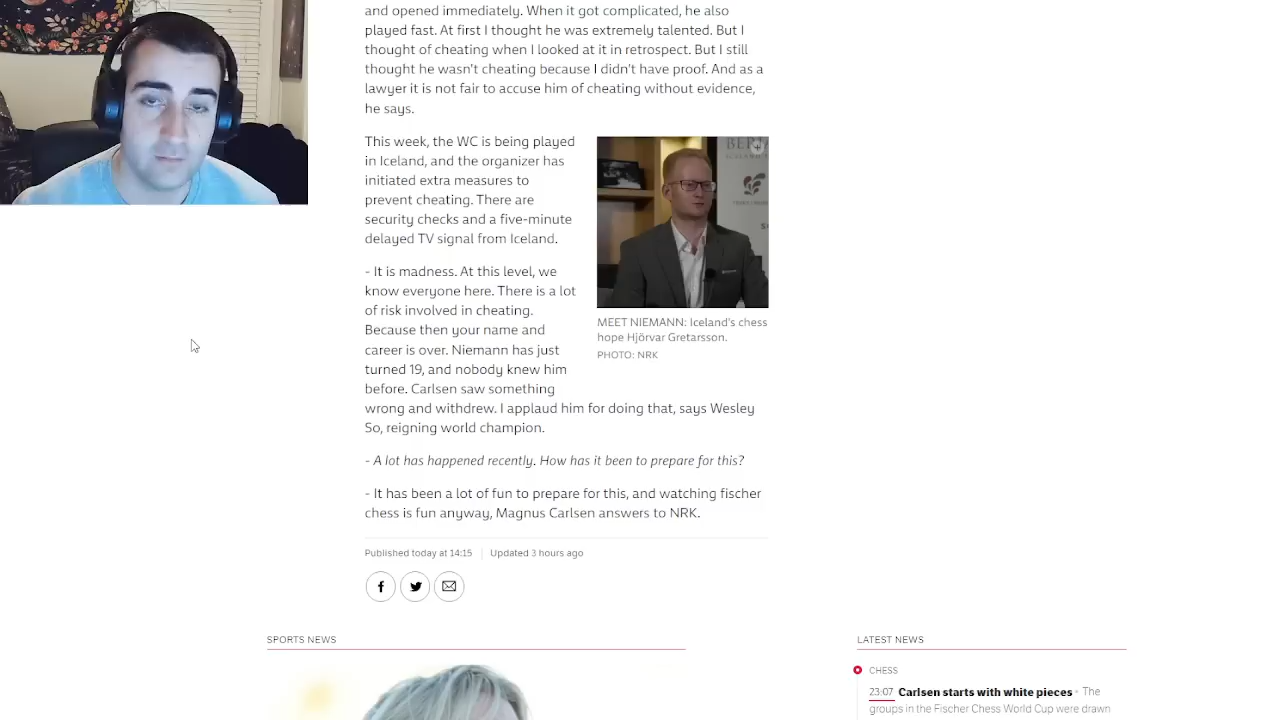 and opened immediately. When it got complicated, he also
played fast. At first I thought he was extremely talented. But I
thought of cheating when I looked at it in retrospect. But I still
thought he wasn't cheating because I didn't have proof. And as a
lawyer it is not fair to accuse him of cheating without evidence,
he says.
This week, the WC is being played
in Iceland, and the organizer has
initiated extra measures to
prevent cheating. There are
security checks and a five-minute
delayed TV signal from Iceland.
- It is madness. At this level, we
know everyone here. There is a lot
of risk involved in cheating.
Because then your name and
career is over. Niemann has just
turned 19, and nobody knew him
before. Carlsen saw something
wrong and withdrew. I applaud him for doing that, says Wesley
So, reigning world champion.
MEET NIEMANN: Iceland's chess
hope Hjörvar Gretarsson.
PHOTO: NRK
- A lot has happened recently. How has it been to prepare for this?
- It has been a lot of fun to prepare for this, and watching fischer
chess is fun anyway, Magnus Carlsen answers to NRK.
Published today at 14:15 | Updated 3 hours ago
SPORTS NEWS
LATEST NEWS
CHESS
23:07 Carlsen starts with white pieces - The
groups in the Fischer Chess World Cup were drawn